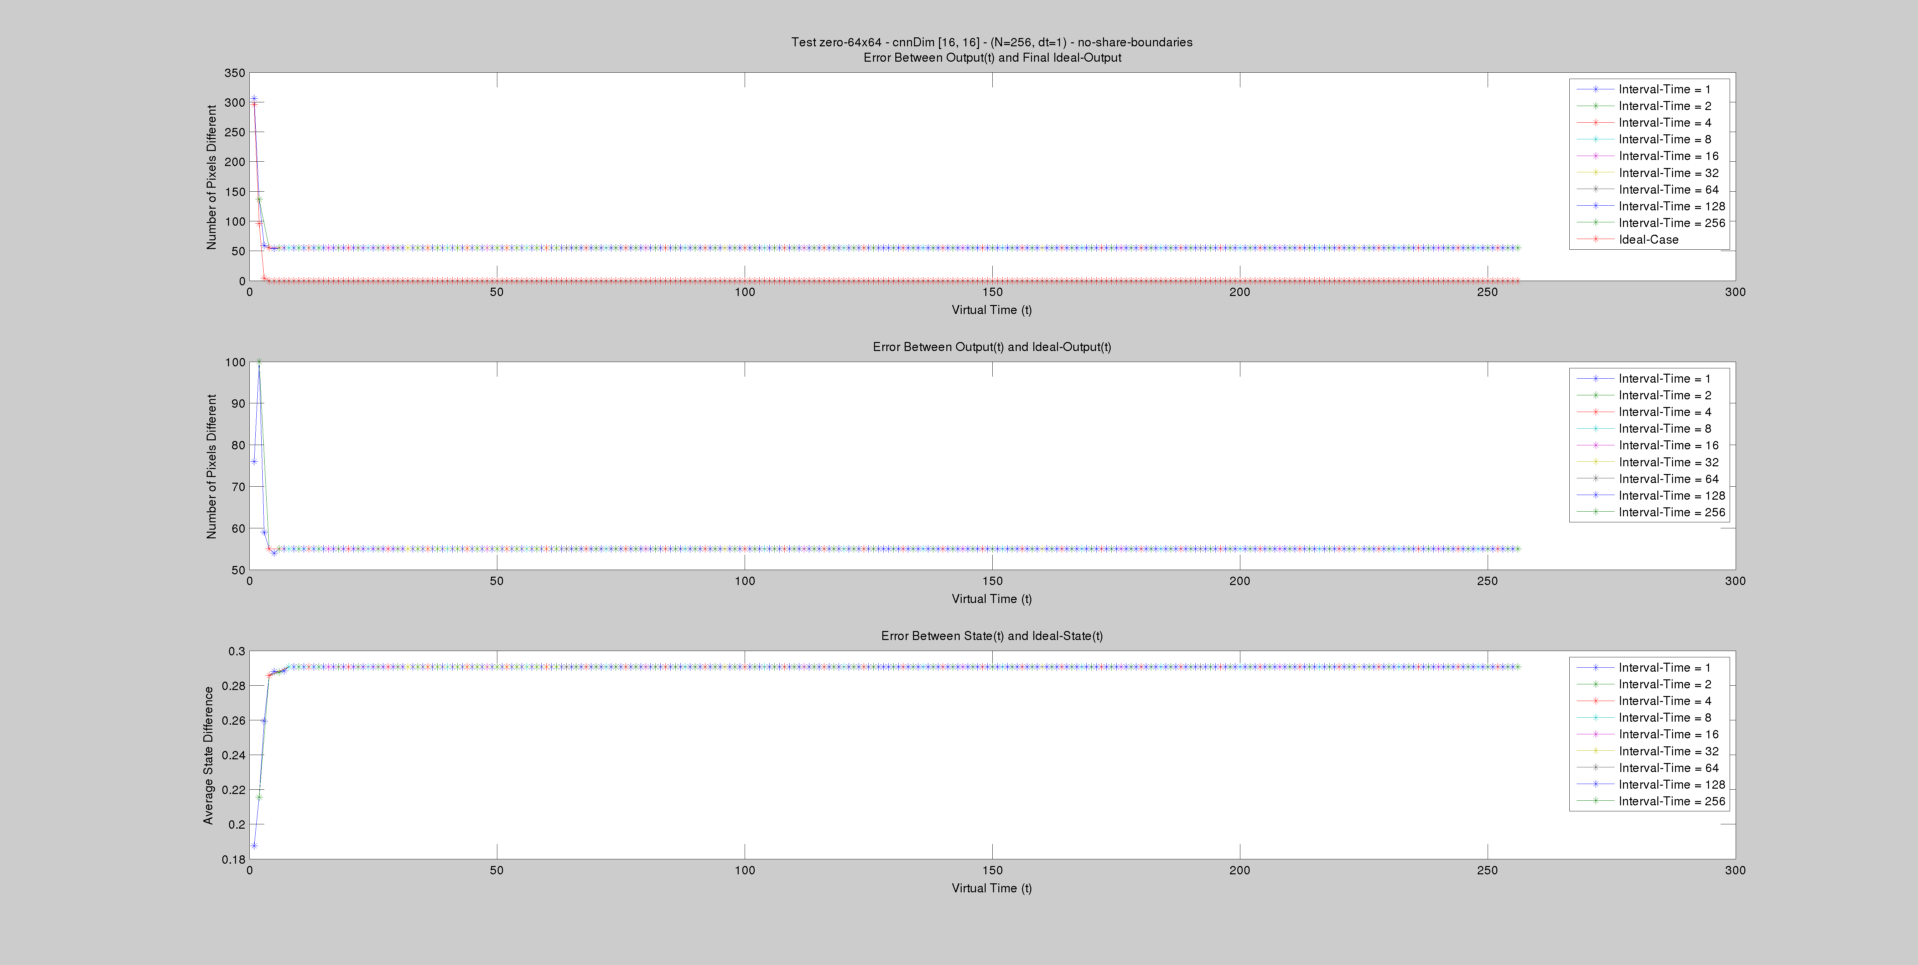 Test zero-64x64 - cnnDim [16, 16] - (N=256, dt=1) - no-share-boundaries
Error Between Output(t) and Final Ideal-Output
Number of Pixels Different
350
300
250
200
150
100
50
0
0
50
100
150
200
250
300
Virtual Time (t)
Interval-Time = 1
Interval-Time = 2
Interval-Time = 4
Interval-Time = 8
Interval-Time = 16
Interval-Time = 32
Interval-Time = 64
Interval-Time = 128
Interval-Time = 256
Ideal-Case
Error Between Output(t) and Ideal-Output(t)
Number of Pixels Different
100
90
80
70
60
50
0
50
100
150
200
250
300
Virtual Time (t)
Interval-Time = 1
Interval-Time = 2
Interval-Time = 4
Interval-Time = 8
Interval-Time = 16
Interval-Time = 32
Interval-Time = 64
Interval-Time = 128
Interval-Time = 256
Error Between State(t) and Ideal-State(t)
Average State Difference
0.3
0.28
0.26
0.24
0.22
0.2
0.18
0
50
100
150
200
250
300
Virtual Time (t)
Interval-Time = 1
Interval-Time = 2
Interval-Time = 4
Interval-Time = 8
Interval-Time = 16
Interval-Time = 32
Interval-Time = 64
Interval-Time = 128
Interval-Time = 256